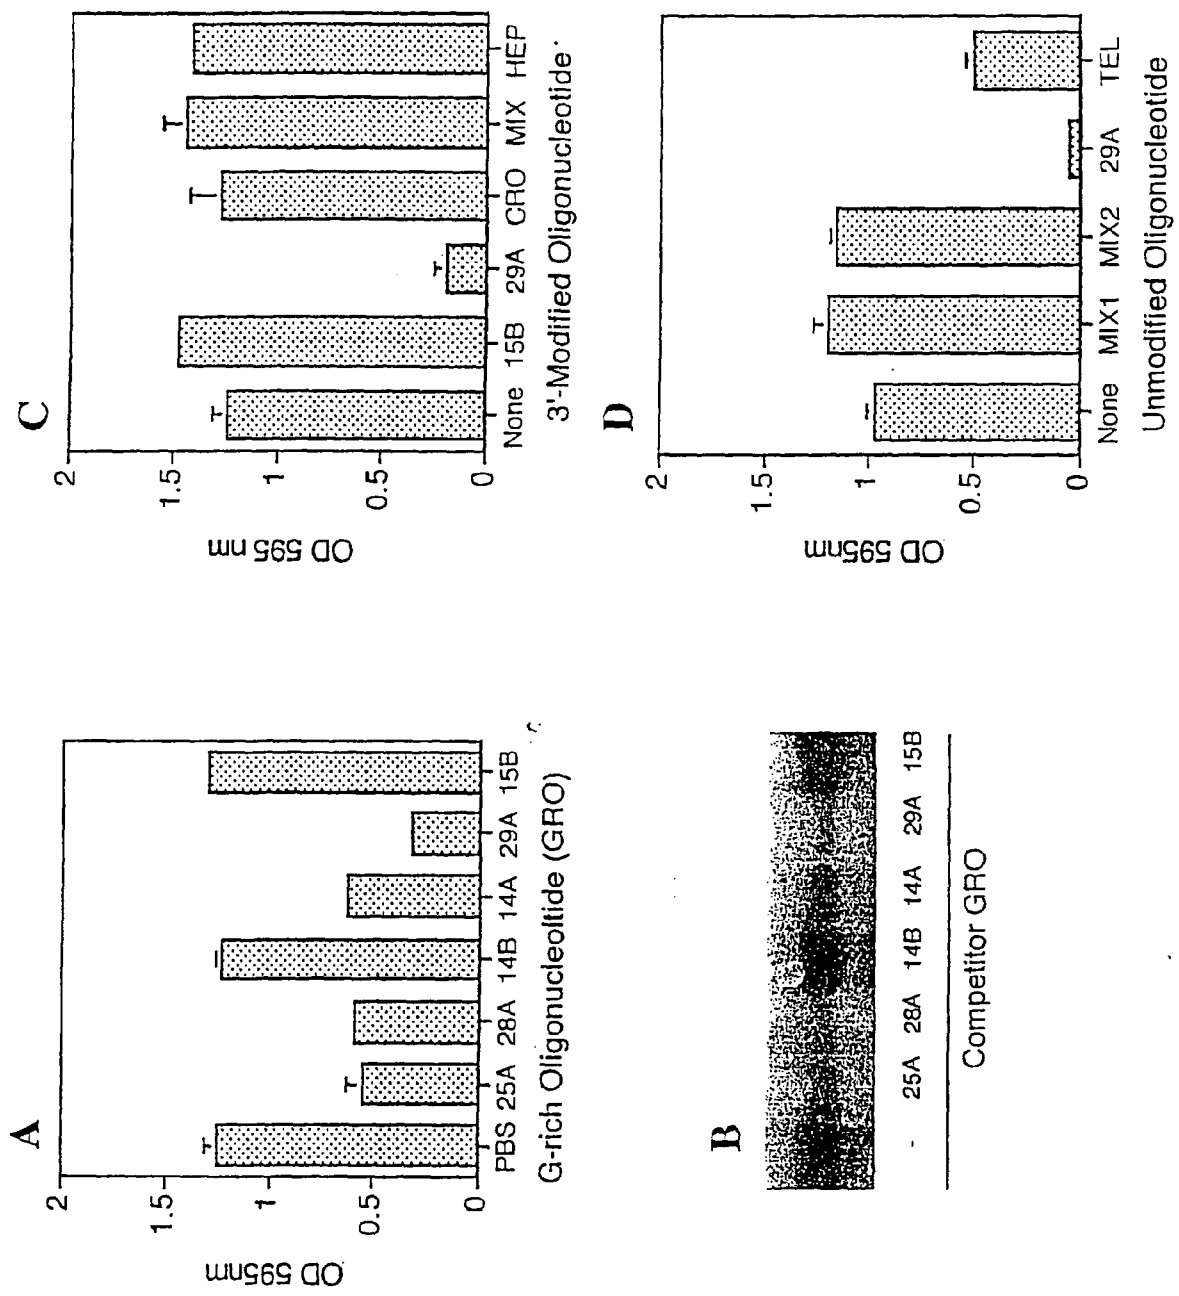 A
2
1.5
1
0.5
0
OD 595nm
PBS 25A 28A 14B 14A 29A 15B
G-rich Oligonucleoltide (GRO)
B
- 25A 28A 14B 14A 29A 15B
Competitor GRO
C
2
1.5
1
0.5
0
OD 595 nm
None 15B 29A CRO MIX HEP
3'-Modified Oligonucleotide
D
2
1.5
1
0.5
0
OD 595nm
None MIX1 MIX2 29A TEL
Unmodified Oligonucleotide